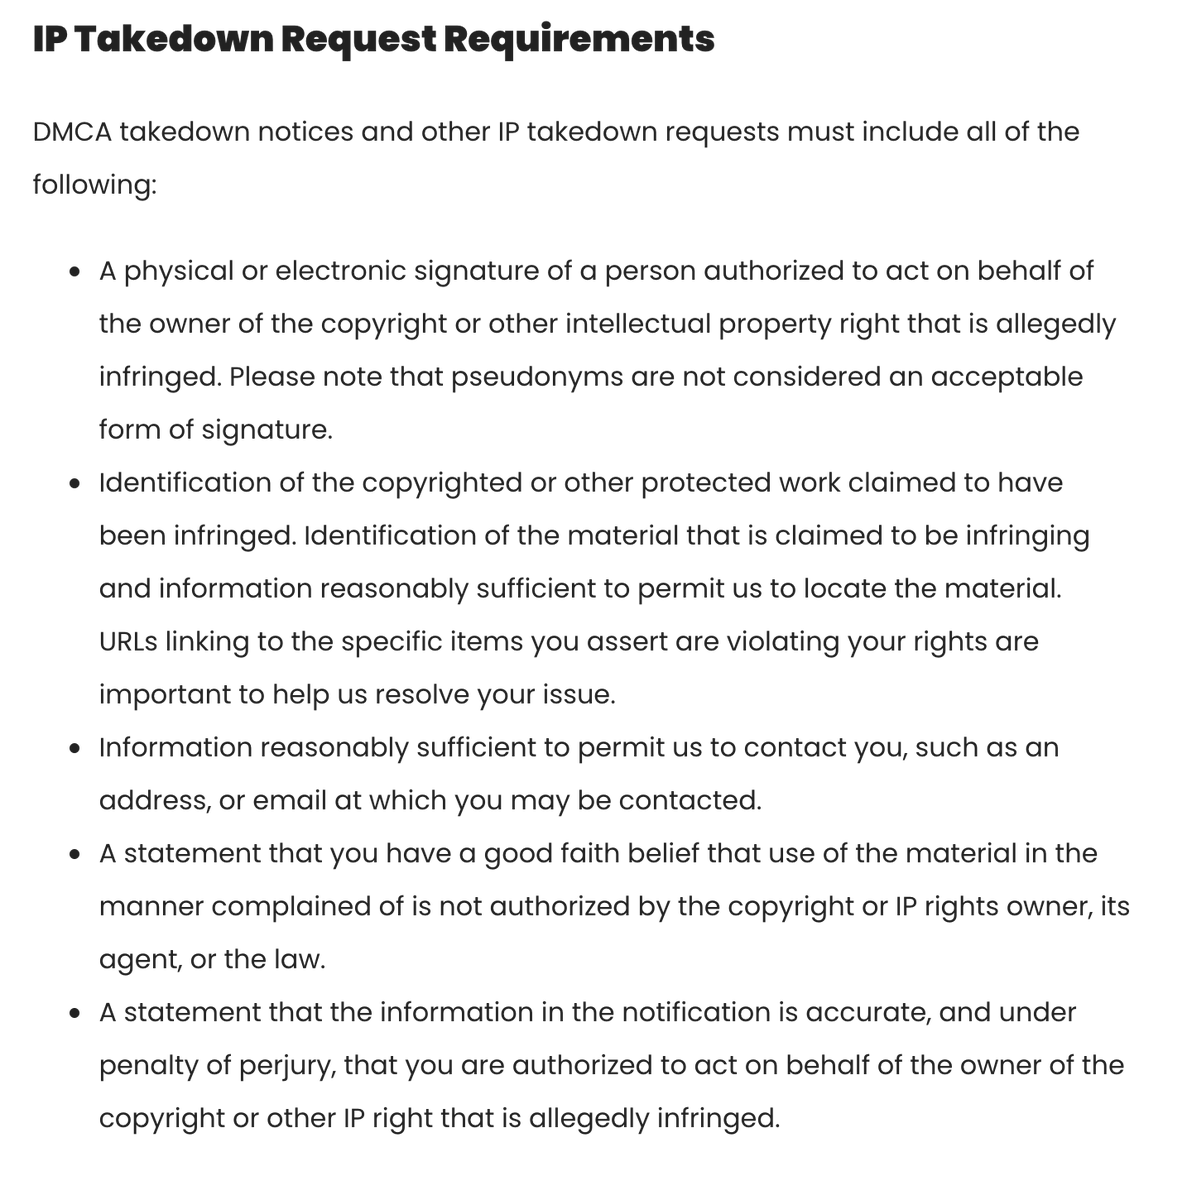 IP Takedown Request Requirements
DMCA takedown notices and other IP takedown requests must include all of the
following:
• A physical or electronic signature of a person authorized to act on behalf of
the owner of the copyright or other intellectual property right that is allegedly
infringed. Please note that pseudonyms are not considered an acceptable
form of signature.
• Identification of the copyrighted or other protected work claimed to have
been infringed. Identification of the material that is claimed to be infringing
and information reasonably sufficient to permit us to locate the material.
URLs linking to the specific items you assert are violating your rights are
important to help us resolve your issue.
• Information reasonably sufficient to permit us to contact you, such as an
address, or email at which you may be contacted.
• A statement that you have a good faith belief that use of the material in the
manner complained of is not authorized by the copyright or IP rights owner, its
agent, or the law.
• A statement that the information in the notification is accurate, and under
penalty of perjury, that you are authorized to act on behalf of the owner of the
copyright or other IP right that is allegedly infringed.